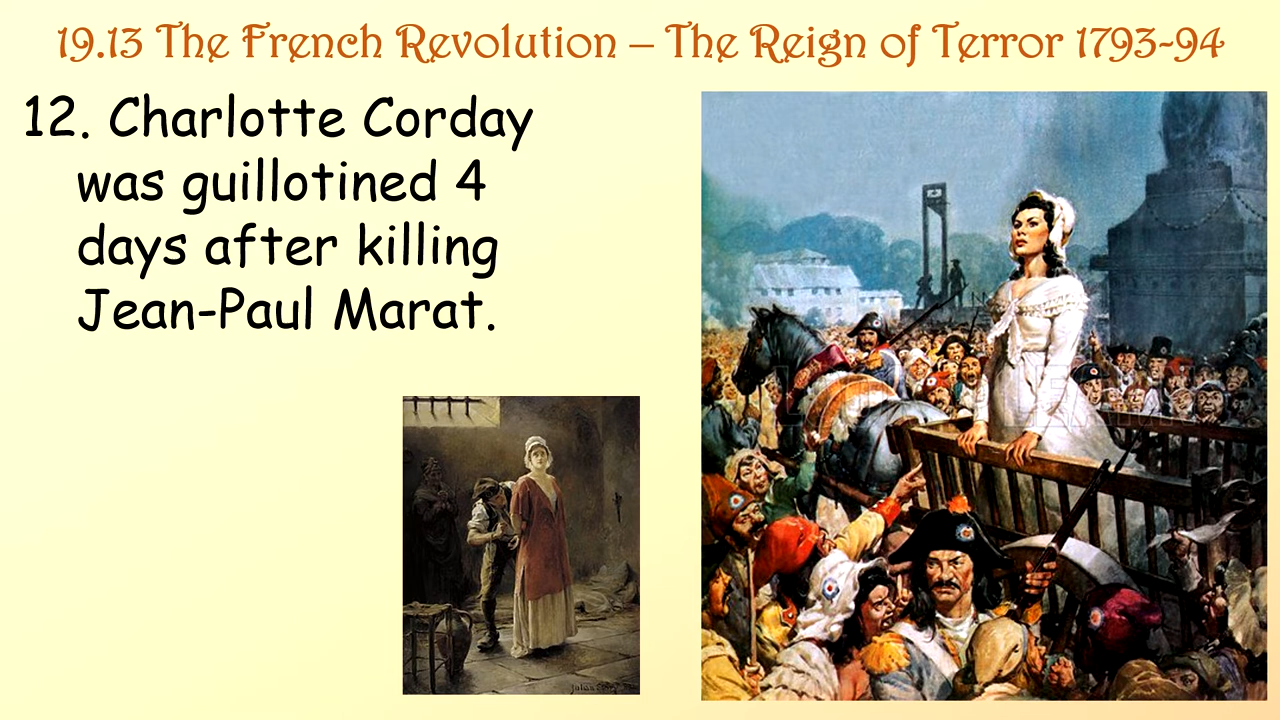 19.13 The French Revolution – The Reign of Terror 1793-94
12. Charlotte Corday
was guillotined 4
days after killing
Jean-Paul Marat.